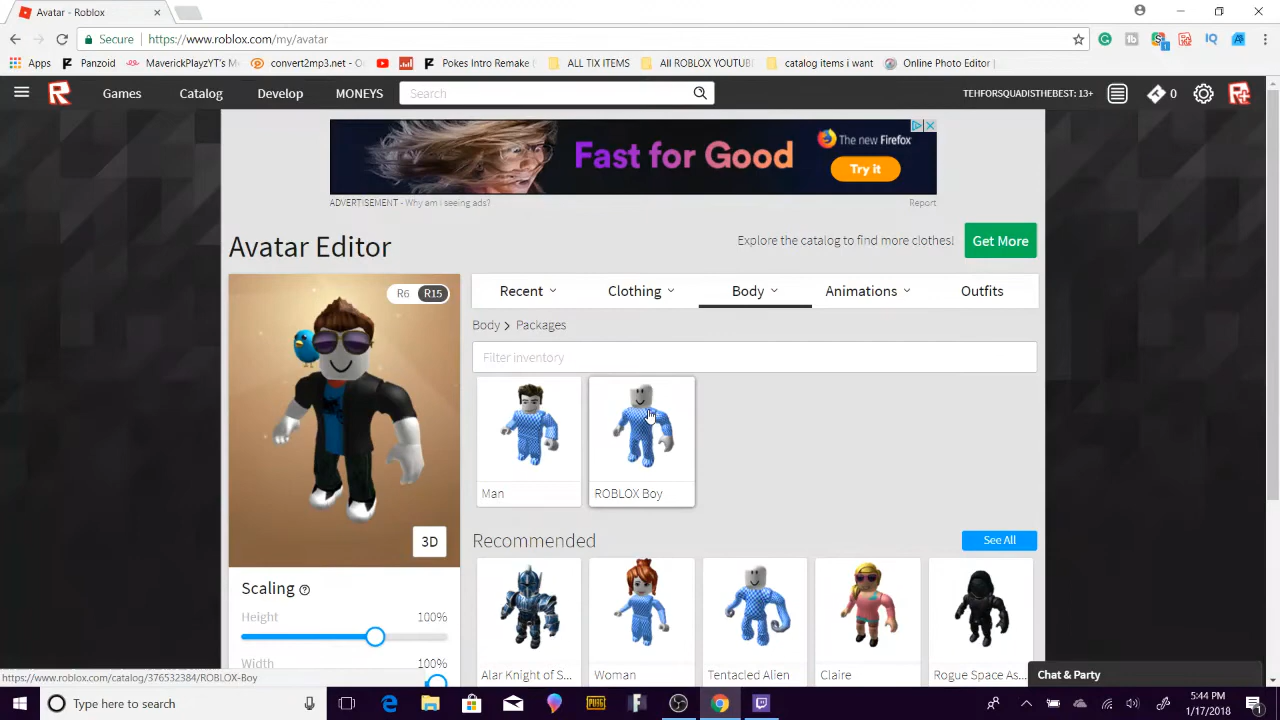 Avatar - Roblox
Secure https://www.roblox.com/my/avatar
Apps Panzoid MaverickPlayzYT's M convert2mp3.net - O Pokes Intro Remake ALL TIX ITEMS All ROBLOX YOUTUB catalog items i want Online Photo Editor |
Games Catalog Develop MONEYS Search TEHFORSQUADISTHEBEST: 13+ 0
Fast for Good
The new Firefox
Try it
ADVERTISEMENT - Why am I seeing ads? Report
Avatar Editor
Explore the catalog to find more clothes! Get More
R6 R15
Recent Clothing Body Animations Outfits
Body > Packages
Filter inventory
Man ROBLOX Boy
3D
Recommended See All
Scaling
Height 100%
Width 100%
Alar Knight of S... Woman Tentacled Alien Claire Rogue Space As...
https://www.roblox.com/catalog/376532384/ROBLOX-Boy
Chat & Party
Type here to search
PUBG
5:44 PM
1/17/2018